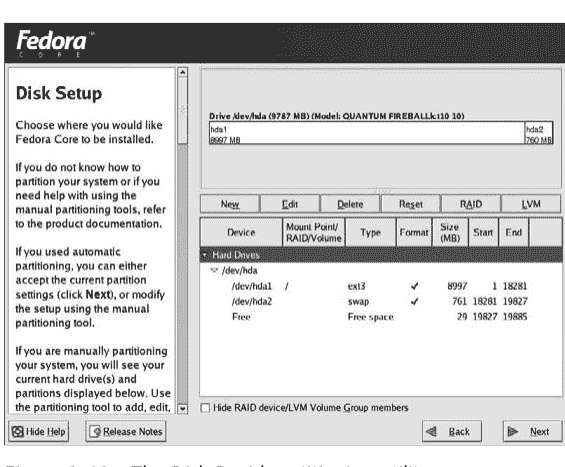 Fedora™
CORE
Disk Setup
Choose where you would like
Fedora Core to be installed.
If you do not know how to
partition your system or if you
need help with using the
manual partitioning tools, refer
to the product documentation.
If you used automatic
partitioning, you can either
accept the current partition
settings (click Next), or modify
the setup using the manual
partitioning tool.
If you are manually partitioning
your system, you will see your
current hard drive(s) and
partitions displayed below. Use
the partitioning tool to add, edit,
Drive /dev/hda (9787 MB) (Model: QUANTUM FIREBALLlct10 10)
hda1 hda2
8997 MB 760 MB
New Edit Delete Reset RAID LVM
Device Mount Point/ RAID/Volume Type Format Size (MB) Start End
Hard Drives
/dev/hda
/dev/hda1 / ext3 ✓ 8997 1 18281
/dev/hda2 swap ✓ 761 18281 19827
Free Free space 29 19827 19885
Hide RAID device/LVM Volume Group members
Hide Help Release Notes Back Next